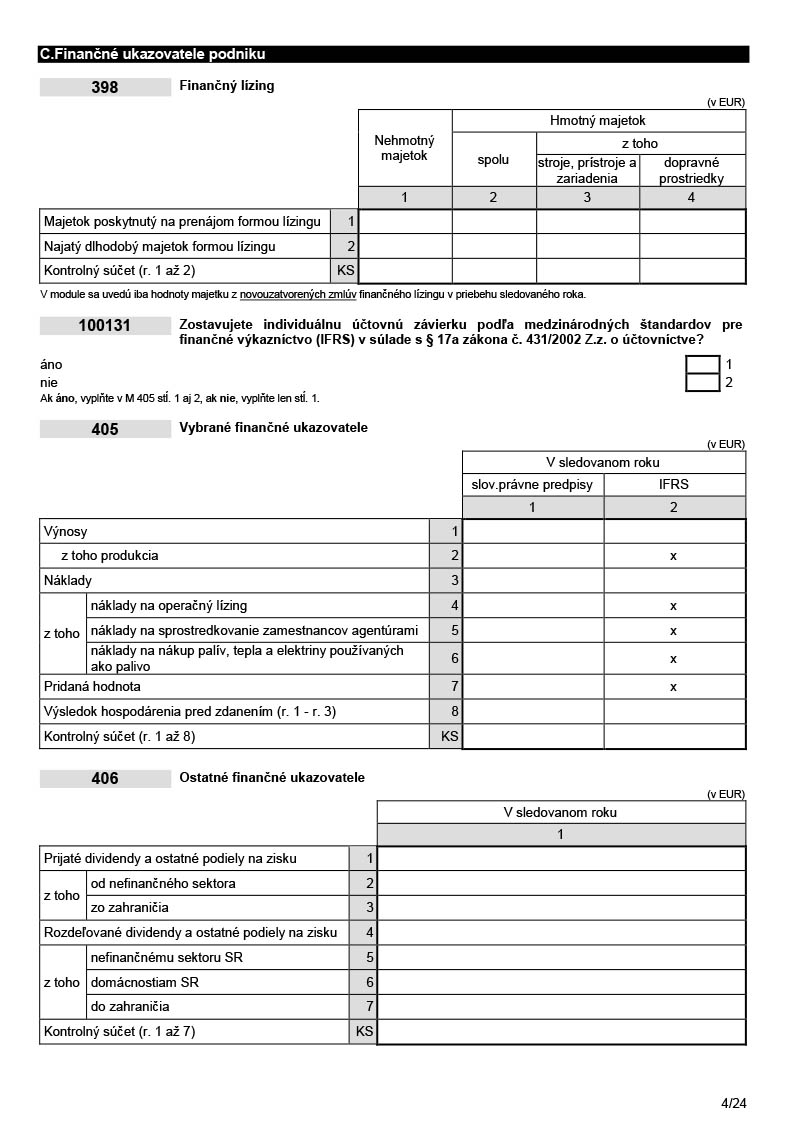 C.Finančné ukazovatele podniku
398 Finančný lízing
(v EUR)
Nehmotný majetok
Hmotný majetok
spolu
z toho
stroje, prístroje a zariadenia
dopravné prostriedky
1 2 3 4
Majetok poskytnutý na prenájom formou lízingu 1
Najatý dlhodobý majetok formou lízingu 2
Kontrolný súčet (r. 1 až 2) KS
V module sa uvedú iba hodnoty majetku z novouzatvorených zmlúv finančného lízingu v priebehu sledovaného roka.
100131 Zostavujete individuálnu účtovnú závierku podľa medzinárodných štandardov pre
finančné výkazníctvo (IFRS) v súlade s § 17a zákona č. 431/2002 Z.z. o účtovníctve?
áno 1
nie 2
Ak áno, vyplňte v M 405 stĺ. 1 aj 2, ak nie, vyplňte len stĺ. 1.
405 Vybrané finančné ukazovatele
(v EUR)
V sledovanom roku
slov.právne predpisy IFRS
1 2
Výnosy 1
z toho produkcia 2 x
Náklady 3
z toho
náklady na operačný lízing 4 x
náklady na sprostredkovanie zamestnancov agentúrami 5 x
náklady na nákup palív, tepla a elektriny používaných
ako palivo 6 x
Pridaná hodnota 7 x
Výsledok hospodárenia pred zdanením (r. 1 - r. 3) 8
Kontrolný súčet (r. 1 až 8) KS
406 Ostatné finančné ukazovatele
(v EUR)
V sledovanom roku
1
Prijaté dividendy a ostatné podiely na zisku 1
z toho
od nefinančného sektora 2
zo zahraničia 3
Rozdeľované dividendy a ostatné podiely na zisku 4
z toho
nefinančnému sektoru SR 5
domácnostiam SR 6
do zahraničia 7
Kontrolný súčet (r. 1 až 7) KS
4/24